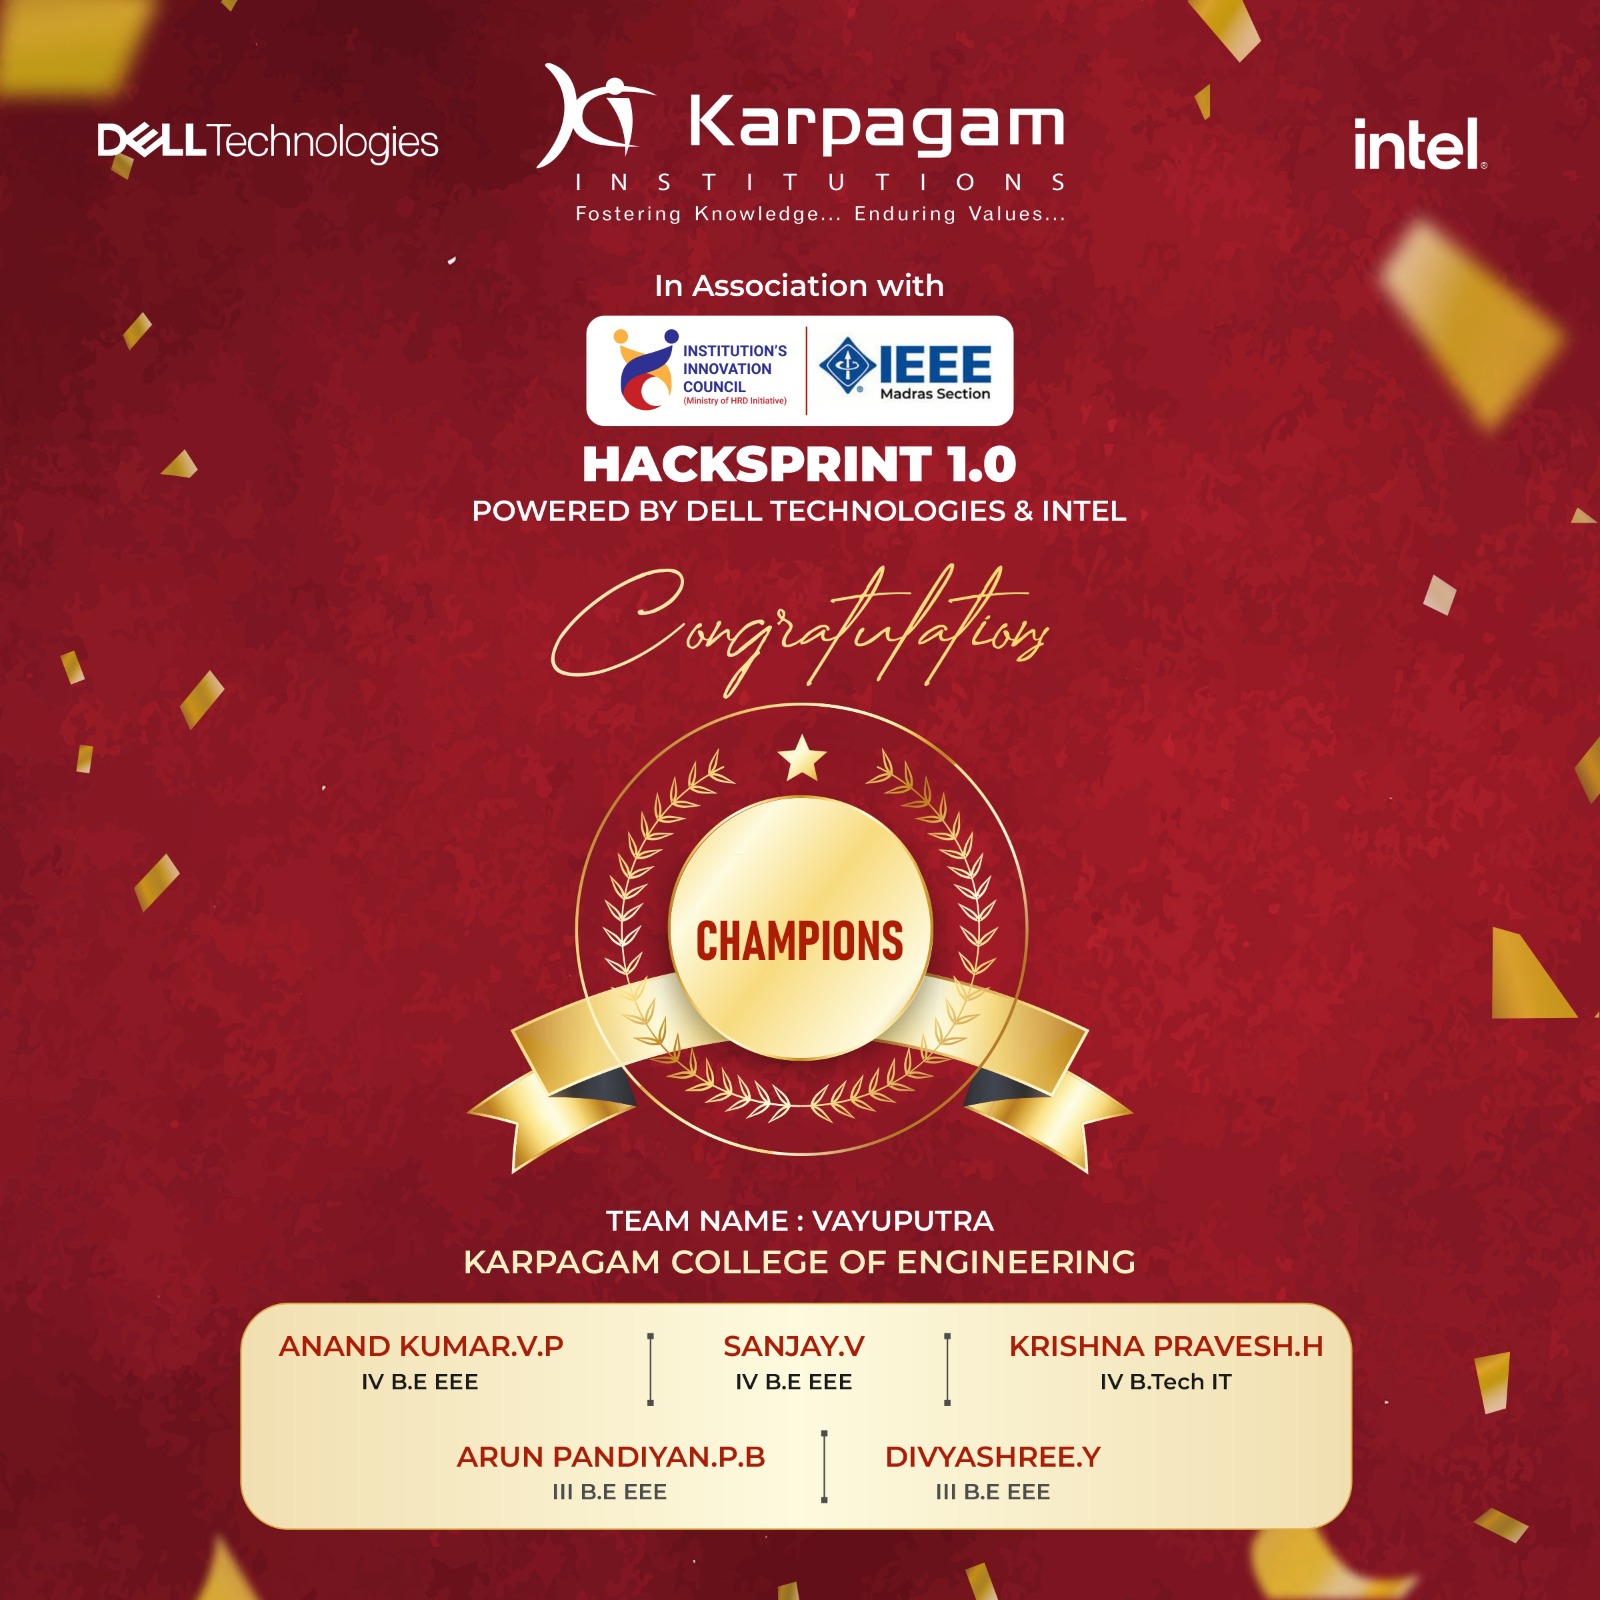 DELL Technologies
Karpagam
INSTITUTIONS
Fostering Knowledge... Enduring Values...
intel®
In Association with
INSTITUTION'S
INNOVATION
COUNCIL
(Ministry of HRD Initiative)
IEEE®
Madras Section
HACKSPRINT 1.0
POWERED BY DELL TECHNOLOGIES & INTEL
Congratulations
CHAMPIONS
TEAM NAME : VAYUPUTRA
KARPAGAM COLLEGE OF ENGINEERING
ANAND KUMAR.V.P
IV B.E EEE
SANJAY.V
IV B.E EEE
KRISHNA PRAVESH.H
IV B.Tech IT
ARUN PANDIYAN.P.B
III B.E EEE
DIVYASHREE.Y
III B.E EEE